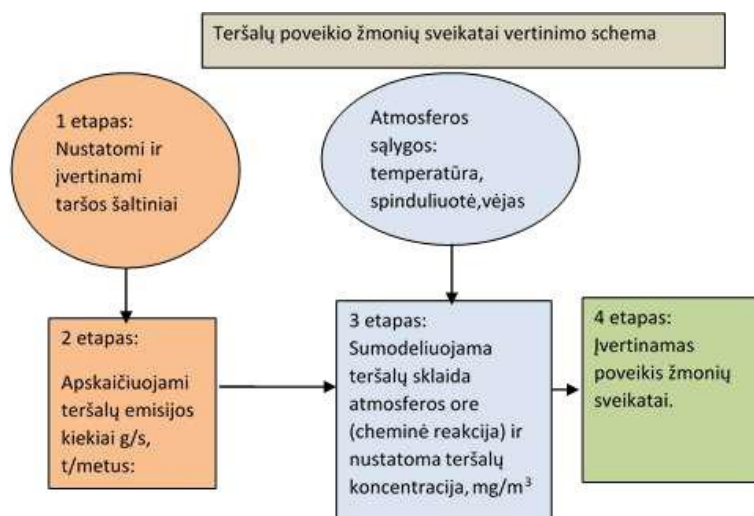 Teršalų poveikio žmonių sveikatai vertinimo schema
1 etapas:
Nustatomi ir
įvertinami
taršos šaltiniai
Atmosferos
sąlygos:
temperatūra,
spinduliuotė,vėjas
2 etapas:
Apskaičiuojami
teršalų emisijos
kiekiai g/s,
t/metus:
3 etapas:
Sumodeliuojama
teršalų sklaida
atmosferos ore
(cheminė reakcija) ir
nustatoma teršalų
koncentracija, mg/m³
4 etapas:
Įvertinamas
poveikis žmonių
sveikatai.